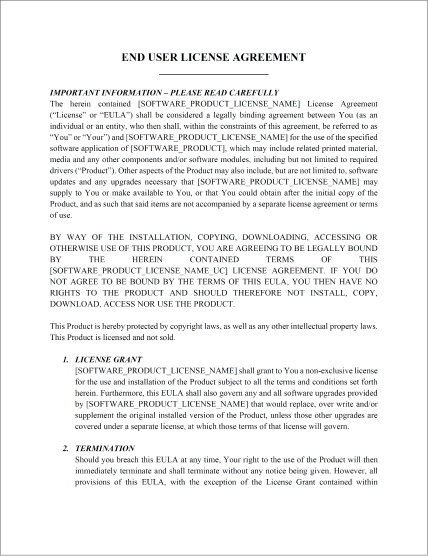 END USER LICENSE AGREEMENT
IMPORTANT INFORMATION – PLEASE READ CAREFULLY
The herein contained [SOFTWARE_PRODUCT_LICENSE_NAME] License Agreement
(“License” or “EULA”) shall be considered a legally binding agreement between You (as an
individual or an entity, who then shall, within the constraints of this agreement, be referred to as
“You” or “Your”) and [SOFTWARE_PRODUCT_LICENSE_NAME] for the use of the specified
software application of [SOFTWARE_PRODUCT], which may include related printed material,
media and any other components and/or software modules, including but not limited to required
drivers (“Product”). Other aspects of the Product may also include, but are not limited to, software
updates and any upgrades necessary that [SOFTWARE_PRODUCT_LICENSE_NAME] may
supply to You or make available to You, or that You could obtain after the initial copy of the
Product, and as such that said items are not accompanied by a separate license agreement or terms
of use.
BY WAY OF THE INSTALLATION, COPYING, DOWNLOADING, ACCESSING OR
OTHERWISE USE OF THIS PRODUCT, YOU ARE AGREEING TO BE LEGALLY BOUND
BY THE HEREIN CONTAINED TERMS OF THIS
[SOFTWARE_PRODUCT_LICENSE_NAME_UC] LICENSE AGREEMENT. IF YOU DO
NOT AGREE TO BE BOUND BY THE TERMS OF THIS EULA, YOU THEN HAVE NO
RIGHTS TO THE PRODUCT AND SHOULD THEREFORE NOT INSTALL, COPY,
DOWNLOAD, ACCESS NOR USE THE PRODUCT.
This Product is hereby protected by copyright laws, as well as any other intellectual property laws.
This Product is licensed and not sold.
1. LICENSE GRANT
[SOFTWARE_PRODUCT_LICENSE_NAME] shall grant to You a non-exclusive license
for the use and installation of the Product subject to all the terms and conditions set forth
herein. Furthermore, this EULA shall also govern any and all software upgrades provided
by [SOFTWARE_PRODUCT_LICENSE_NAME] that would replace, over write and/or
supplement the original installed version of the Product, unless those other upgrades are
covered under a separate license, at which those terms of that license will govern.
2. TERMINATION
Should you breach this EULA at any time, Your right to the use of the Product will then
immediately terminate and shall terminate without any notice being given. However, all
provisions of this EULA, with the exception of the License Grant contained within